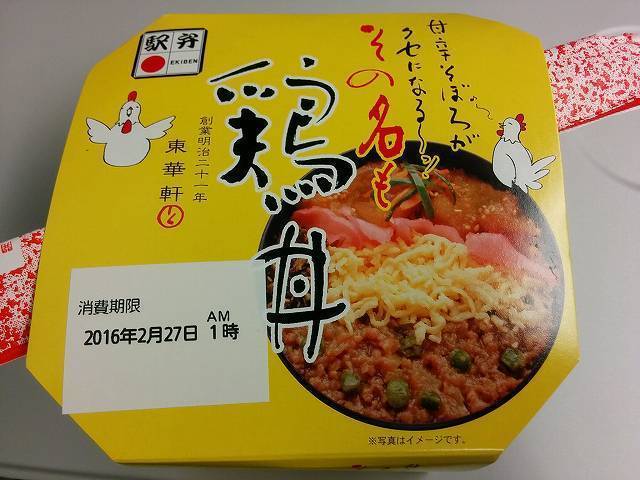 駅弁
EKIBEN
甘辛そぼろが
クセになる～ッ!
その名も
鶏丼
創業明治二十一年
東華軒
消費期限
2016年2月27日 AM 1時
※写真はイメージです。